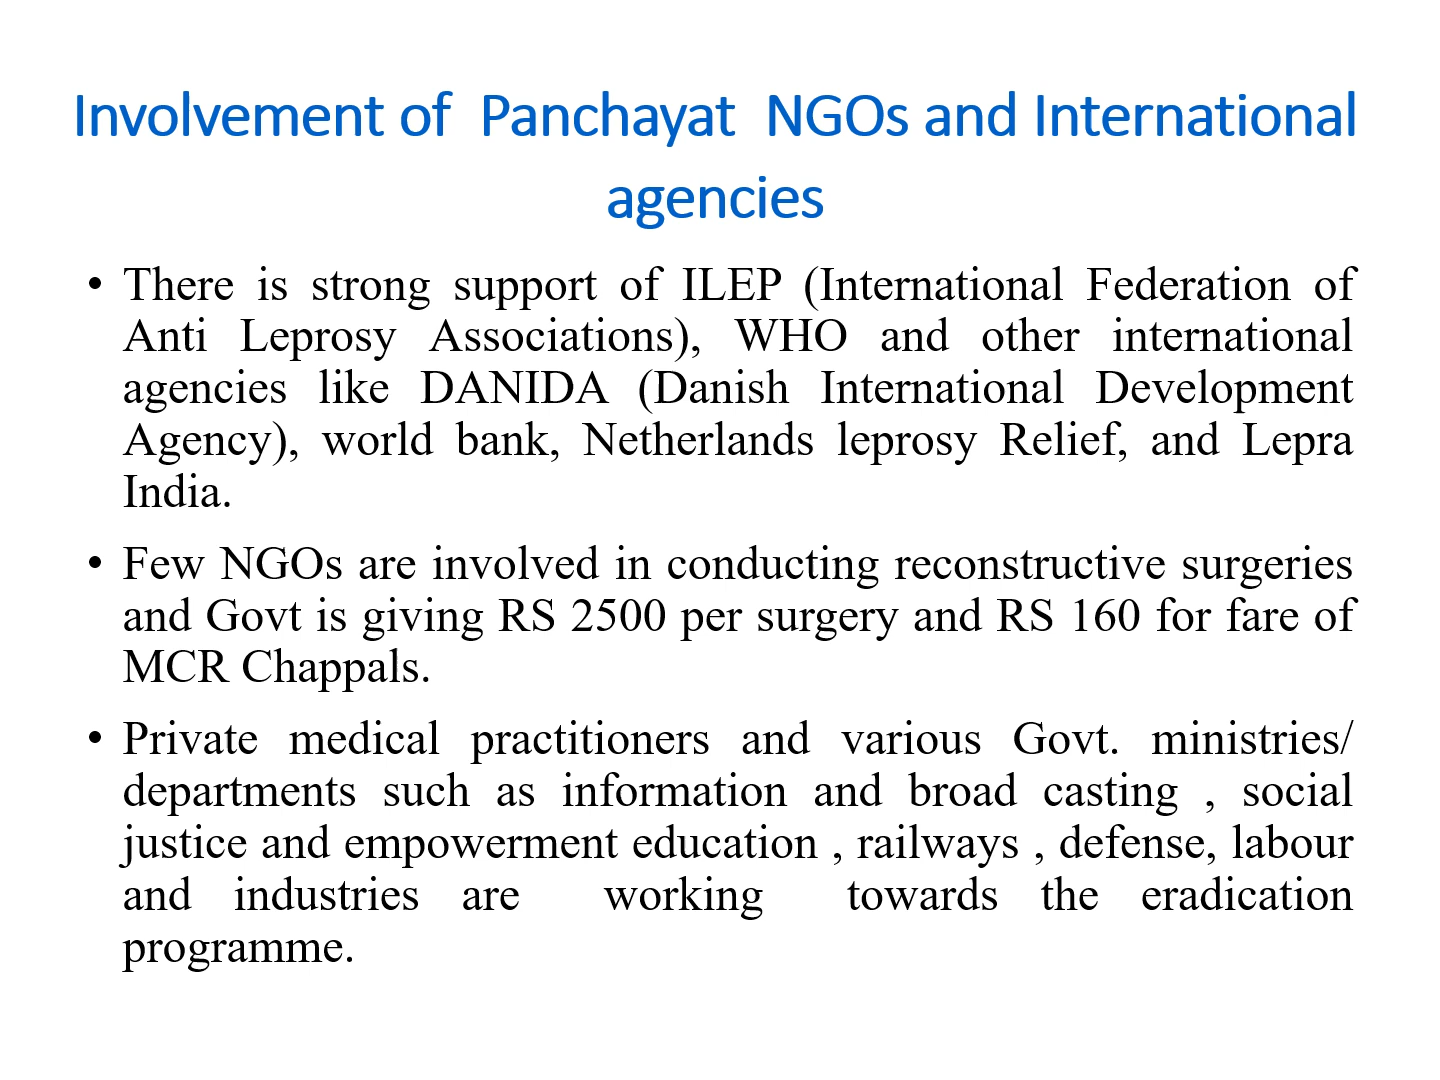 Involvement of Panchayat NGOs and International
agencies
• There is strong support of ILEP (International Federation of
Anti Leprosy Associations), WHO and other international
agencies like DANIDA (Danish International Development
Agency), world bank, Netherlands leprosy Relief, and Lepra
India.
• Few NGOs are involved in conducting reconstructive surgeries
and Govt is giving RS 2500 per surgery and RS 160 for fare of
MCR Chappals.
• Private medical practitioners and various Govt. ministries/
departments such as information and broad casting , social
justice and empowerment education , railways , defense, labour
and industries are working towards the eradication
programme.